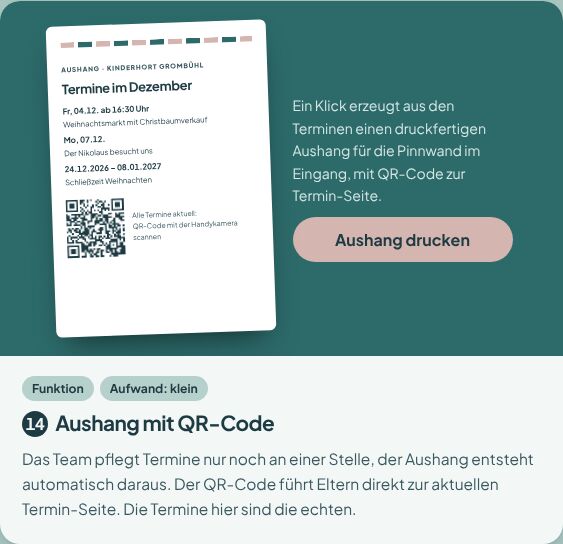 AUSHANG · KINDERHORT GROMBÜHL
Termine im Dezember
Fr, 04.12. ab 16:30 Uhr
Weihnachtsmarkt mit Christbaumverkauf
Mo, 07.12.
Der Nikolaus besucht uns
24.12.2026 – 08.01.2027
Schließzeit Weihnachten
Alle Termine aktuell:
QR-Code mit der Handykamera
scannen
Ein Klick erzeugt aus den
Terminen einen druckfertigen
Aushang für die Pinnwand im
Eingang, mit QR-Code zur
Termin-Seite.
Aushang drucken
Funktion
Aufwand: klein
14 Aushang mit QR-Code
Das Team pflegt Termine nur noch an einer Stelle, der Aushang entsteht
automatisch daraus. Der QR-Code führt Eltern direkt zur aktuellen
Termin-Seite. Die Termine hier sind die echten.